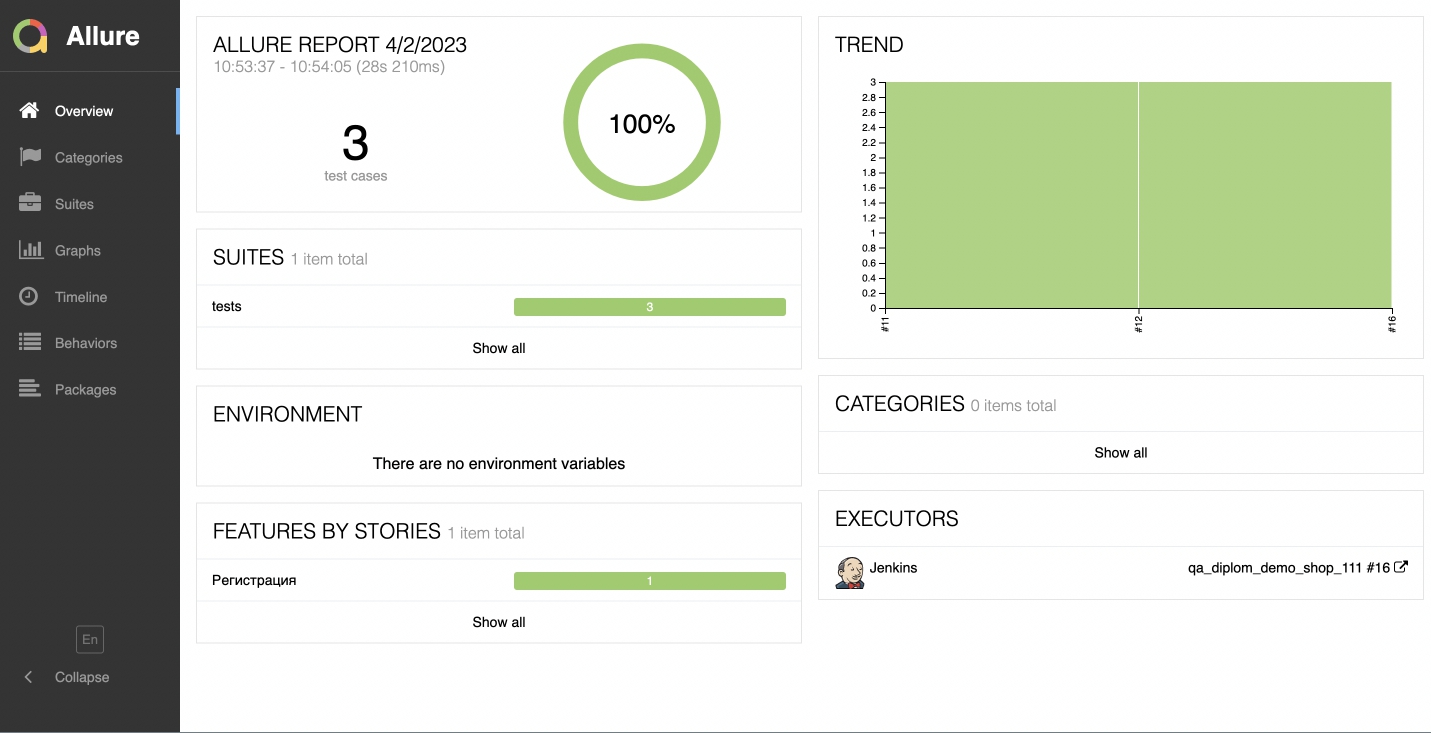 Allure
Overview
Categories
Suites
Graphs
Timeline
Behaviors
Packages
En
Collapse
ALLURE REPORT 4/2/2023
10:53:37 - 10:54:05 (28s 210ms)
3
test cases
100%
SUITES 1 item total
tests 3
Show all
ENVIRONMENT
There are no environment variables
FEATURES BY STORIES 1 item total
Регистрация 1
Show all
TREND
3
2.8
2.6
2.4
2.2
2
1.8
1.6
1.4
1.2
1
0.8
0.6
0.4
0.2
0
#11 #12 #16
CATEGORIES 0 items total
Show all
EXECUTORS
Jenkins qa_diplom_demo_shop_111 #16